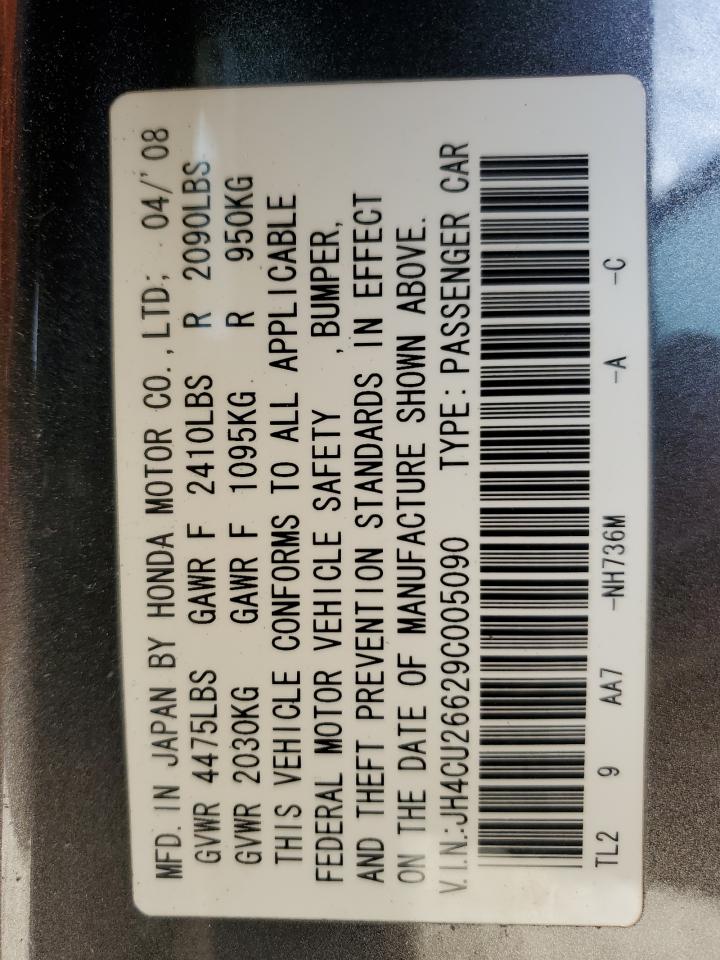 MFD. IN JAPAN BY HONDA MOTOR CO., LTD; 04/'08
GVWR 4475LBS GAWR F 2410LBS R 2090LBS
GVWR 2030KG GAWR F 1095KG R 950KG
THIS VEHICLE CONFORMS TO ALL APPLICABLE
FEDERAL MOTOR VEHICLE SAFETY , BUMPER,
AND THEFT PREVENTION STANDARDS IN EFFECT
ON THE DATE OF MANUFACTURE SHOWN ABOVE.
V.I.N.:JH4CU26629C005090 TYPE: PASSENGER CAR
TL2 9 AA7 -NH736M -A -C